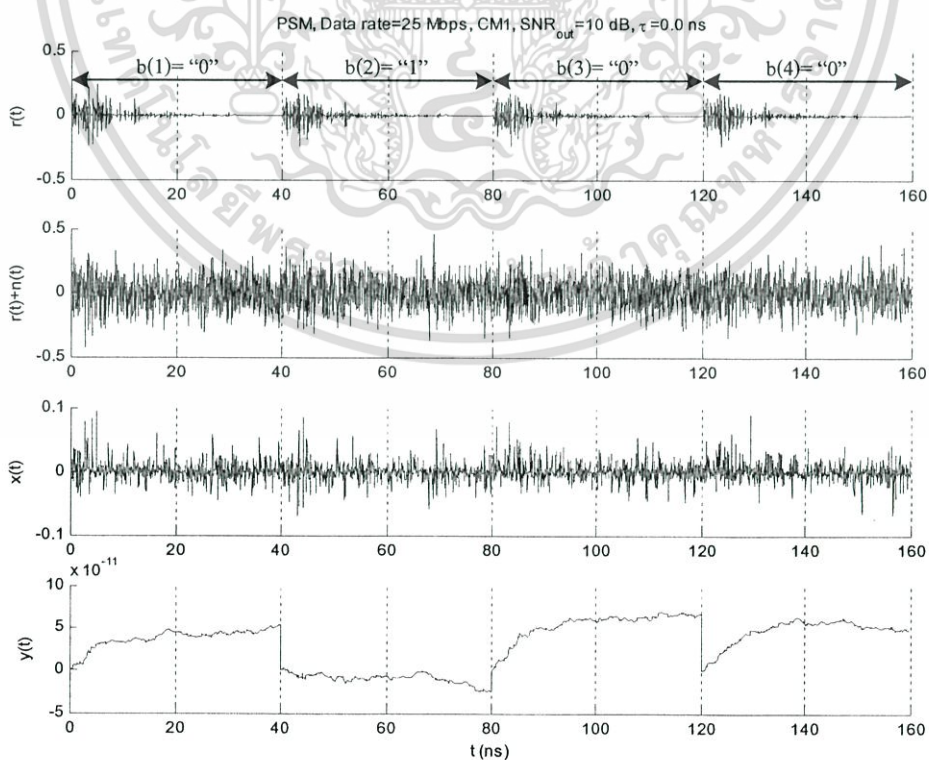 PSM, Data rate=25 Mbps, CM1, SNR_out=10 dB, τ=0.0 ns
b(1)= “0” b(2)= “1” b(3)= “0” b(4)= “0”
r(t)
0.5
0
-0.5
0 20 40 60 80 100 120 140 160
r(t)+n(t)
0.5
0
-0.5
0 20 40 60 80 100 120 140 160
x(t)
0.1
0
-0.1
0 20 40 60 80 100 120 140 160
x 10^-11
y(t)
10
5
0
-5
0 20 40 60 80 100 120 140 160
t (ns)